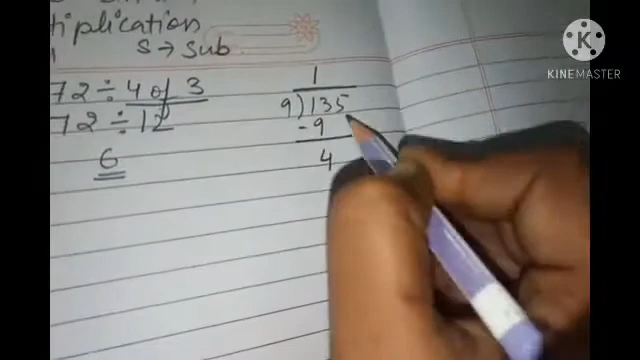 tiplication
S → Sub
72 ÷ 4 of 3
72 ÷ 12
6
1
9)135
-9
4
K
KINEMASTER